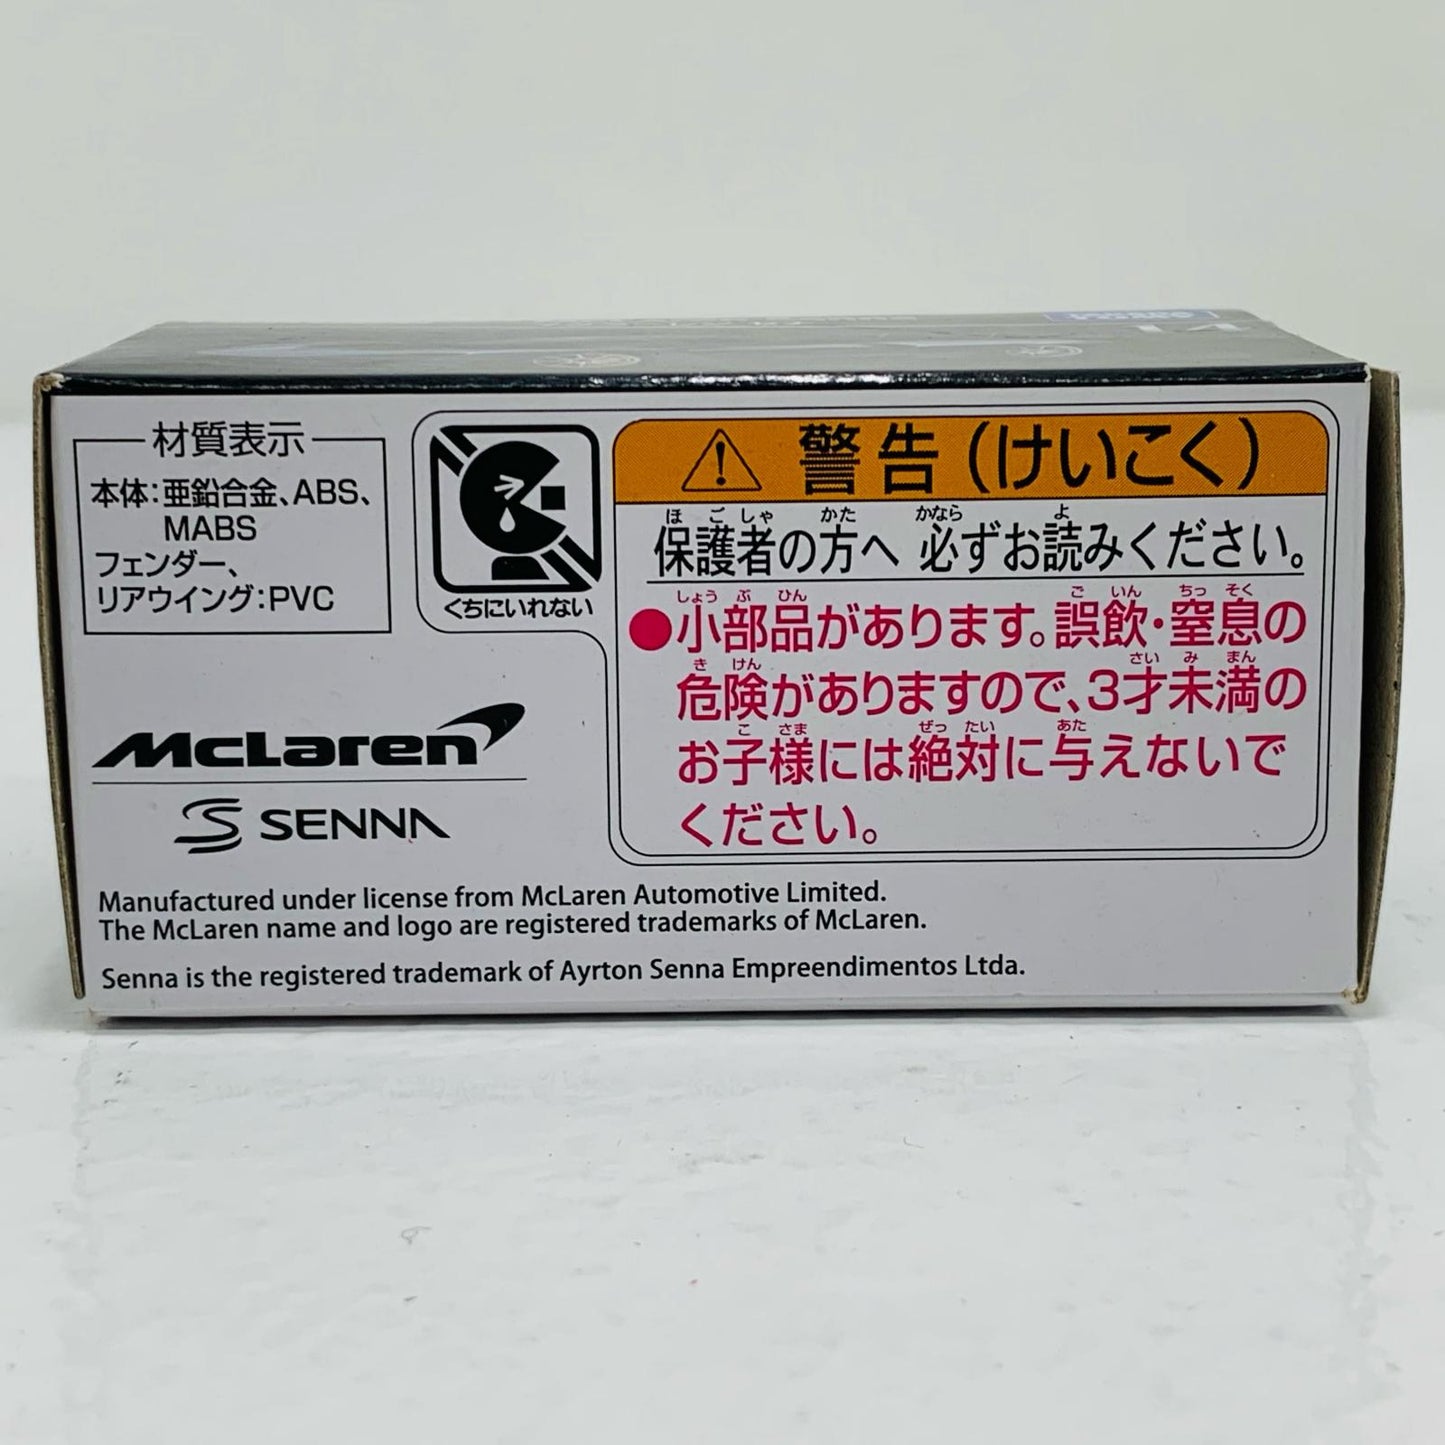 材質表示
本体：亜鉛合金、ABS、
MABS
フェンダー、
リアウイング：PVC
くちにいれない
警告（けいこく）
保護者の方へ 必ずお読みください。
ほごしゃ かた かなら よ
●小部品があります。誤飲・窒息の
しょうぶひん ごいん ちっそく
危険がありますので、3才未満の
きけん さいみまん
お子様には絶対に与えないで
こさま ぜったい あた
ください。
McLaren
SENNA
Manufactured under license from McLaren Automotive Limited.
The McLaren name and logo are registered trademarks of McLaren.
Senna is the registered trademark of Ayrton Senna Empreendimentos Ltda.